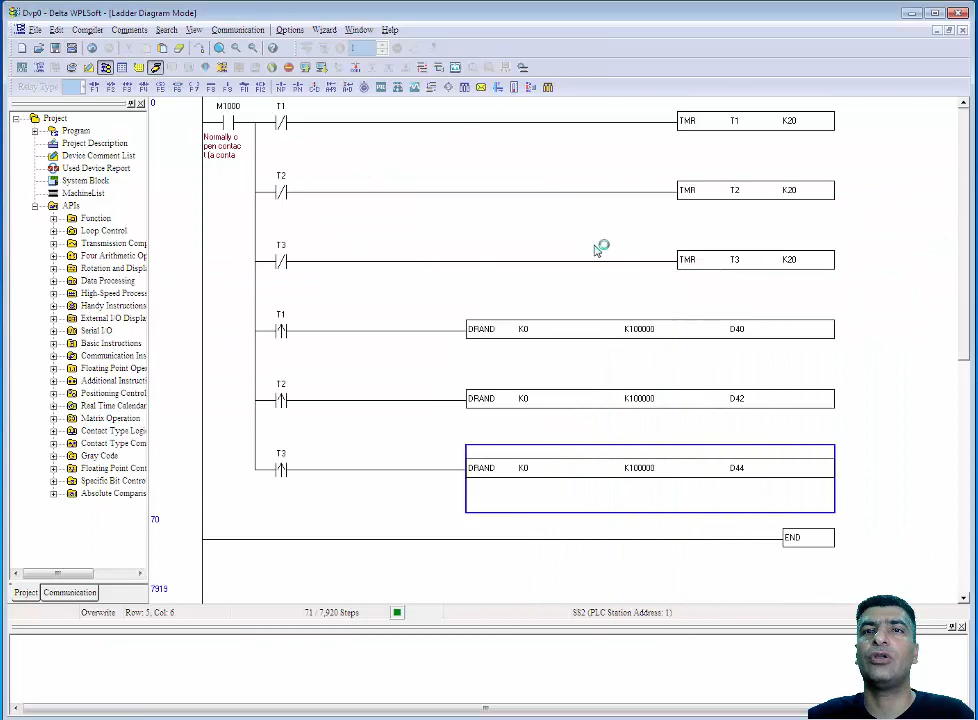 Dvp0 - Delta WPLSoft - [Ladder Diagram Mode]
File Edit Compiler Comments Search View Communication Options Wizard Window Help
Relay Type
Project
Program
Project Description
Device Comment List
Used Device Report
System Block
MachineList
APIs
Function
Loop Control
Transmission Comp
Four Arithmetic Op
Rotation and Displa
Data Processing
High-Speed Process
Handy Instructions
External I/O Displa
Serial I/O
Basic Instructions
Communication Ins
Floating Point Oper
Additional Instructi
Positioning Control
Real Time Calendar
Matrix Operation
Contact Type Logic
Contact Type Com
Gray Code
Floating Point Cont
Specific Bit Control
Absolute Comparis
Project Communication
0
M1000 T1
TMR T1 K20
Normally o
pen contac
t (a conta
T2
TMR T2 K20
T3
TMR T3 K20
T1
DRAND K0 K100000 D40
T2
DRAND K0 K100000 D42
T3
DRAND K0 K100000 D44
70
END
7919
Overwrite Row: 5, Col: 6 71 / 7,920 Steps SS2 (PLC Station Address: 1)